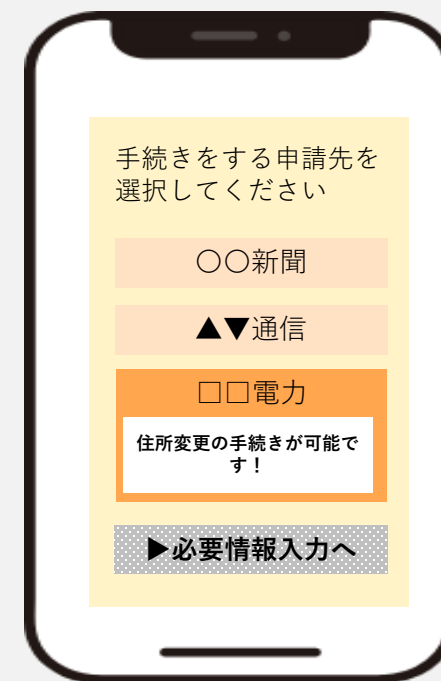 手続きをする申請先を
選択してください
〇〇新聞
▲▼通信
□□電力
住所変更の手続きが可能で
す！
▶必要情報入力へ